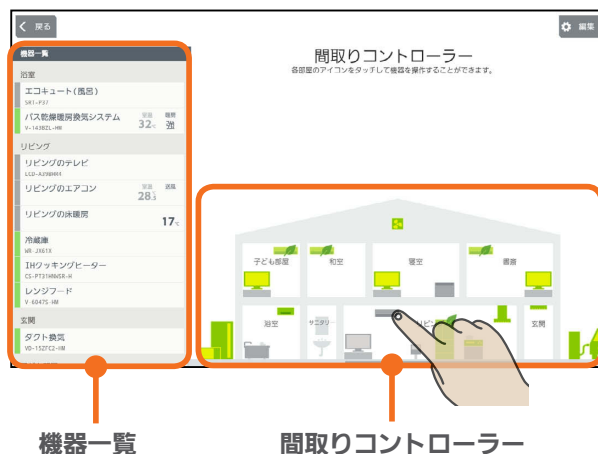 戻る
編集
機器一覧
浴室
エコキュート(風呂)
SRT-P37
バス乾燥暖房換気システム
V-143BZL-HM
室温
32℃
暖房
強
リビング
リビングのテレビ
リビングのエアコン
室温
28.5℃
送風
リビングの床暖房
17℃
冷蔵庫
MR-JX61X
IHクッキングヒーター
CS-PT31HNWSR-H
レンジフード
V-6047S-HM
玄関
ダクト換気
VD-15ZFC2-HM
間取りコントローラー
各部屋のアイコンをタッチして機器を操作することができます。
子ども部屋
和室
寝室
書斎
浴室
サニタリー
リビン
玄関
機器一覧
間取りコントローラー